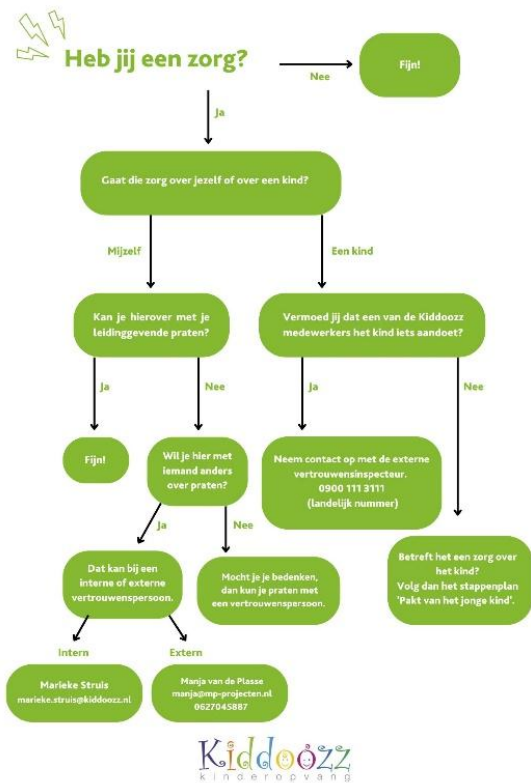 Heb jij een zorg?
Nee
Fijn!
Ja
Gaat die zorg over jezelf of over een kind?
Mijzelf
Een kind
Kan je hierover met je
leidinggevende praten?
Vermoed jij dat een van de Kiddoozz
medewerkers het kind iets aandoet?
Ja
Nee
Ja
Nee
Fijn!
Wil je hier met
iemand anders
over praten?
Neem contact op met de externe
vertrouwensinspecteur.
0900 111 3111
(landelijk nummer)
Ja
Nee
Dat kan bij een
interne of externe
vertrouwenspersoon.
Mocht je je bedenken,
dan kun je praten met
een vertrouwenspersoon.
Betreft het een zorg over
het kind?
Volg dan het stappenplan
'Pakt van het jonge kind'.
Intern
Extern
Marieke Struis
marieke.struis@kiddoozz.nl
Manja van de Plasse
manja@mp-projecten.nl
0627045887
Kiddoozz
kinderopvang